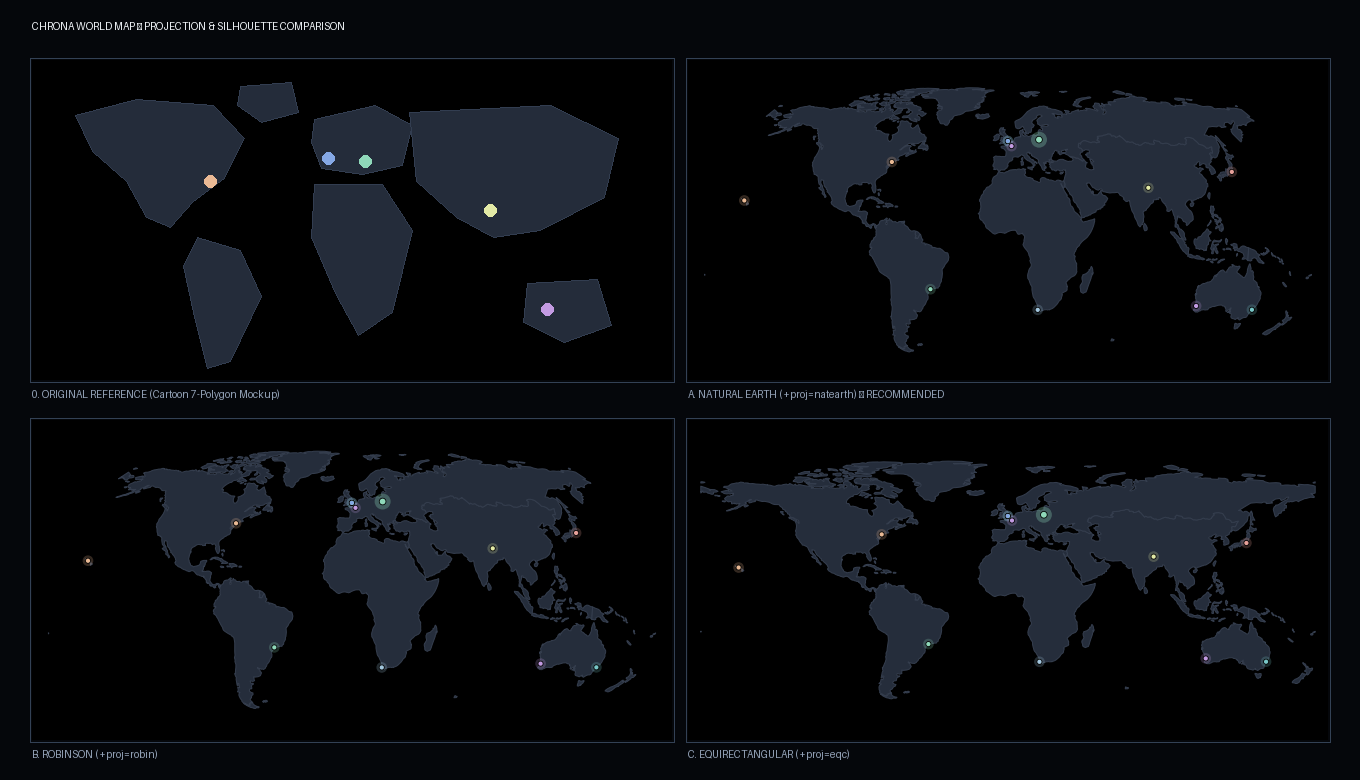 CHRONA WORLD MAP ▯ PROJECTION & SILHOUETTE COMPARISON
0. ORIGINAL REFERENCE (Cartoon 7-Polygon Mockup)
A. NATURAL EARTH (+proj=natearth) ▯ RECOMMENDED
B. ROBINSON (+proj=robin)
C. EQUIRECTANGULAR (+proj=eqc)